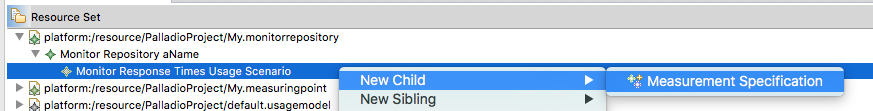 Resource Set
platform:/resource/PalladioProject/My.monitorrepository
Monitor Repository aName
Monitor Response Times Usage Scenario
New Child
Measurement Specification
platform:/resource/PalladioProject/My.measuringpoint
New Sibling
platform:/resource/PalladioProject/default.usagemodel